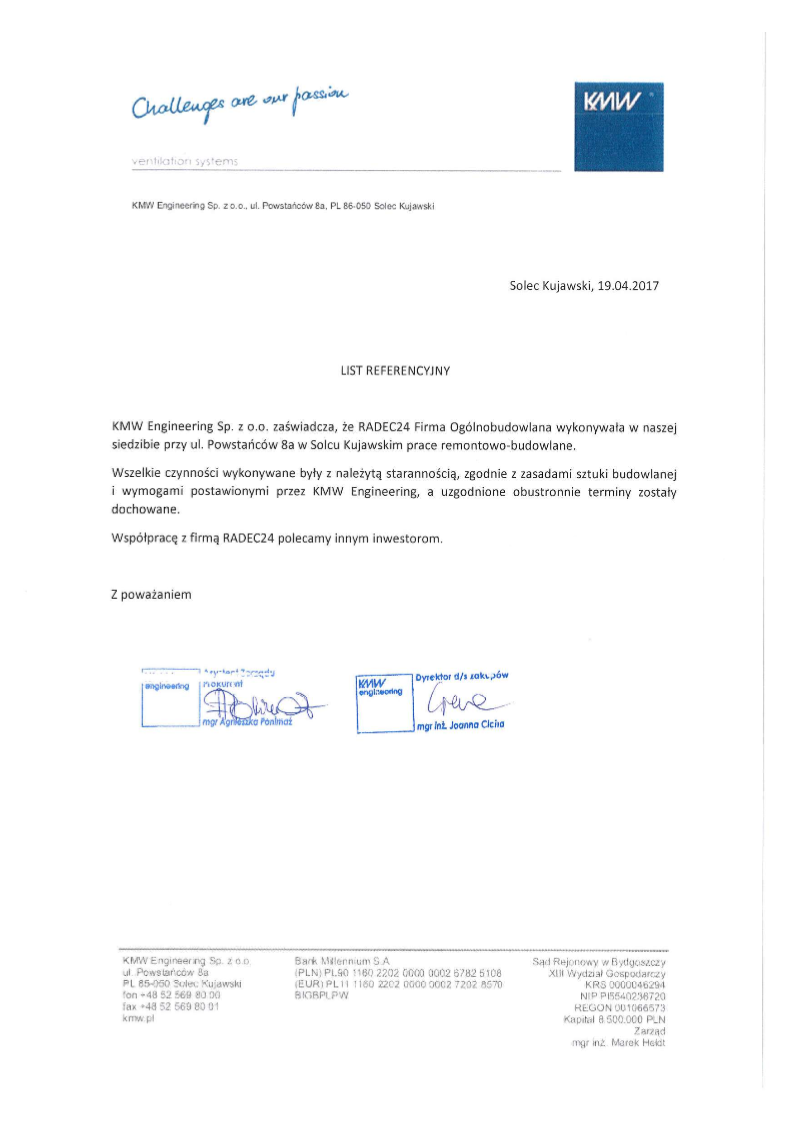 Challenges are our passion
KMW
ventilation systems
KMW Engineering Sp. z o.o., ul. Powstańców 8a, PL 86-050 Solec Kujawski
Solec Kujawski, 19.04.2017
LIST REFERENCYJNY
KMW Engineering Sp. z o.o. zaświadcza, że RADEC24 Firma Ogólnobudowlana wykonywała w naszej
siedzibie przy ul. Powstańców 8a w Solcu Kujawskim prace remontowo-budowlane.
Wszelkie czynności wykonywane były z należytą starannością, zgodnie z zasadami sztuki budowlanej
i wymogami postawionymi przez KMW Engineering, a uzgodnione obustronnie terminy zostały
dochowane.
Współpracę z firmą RADEC24 polecamy innym inwestorom.
Z poważaniem
engineering
Prokurent
mgr Agnieszka
KMW
engineering
Dyrektor d/s zakupów
mgr inż. Joanna Cicha
KMW Engineering Sp. z o.o.
ul. Powstańców 8a
PL 86-050 Solec Kujawski
fon +48 52 569 80 00
fax +48 52 569 80 01
kmw.pl
Bank Millennium S.A.
(PLN) PL90 1160 2202 0000 0002 6782 5108
(EUR) PL11 1160 2202 0000 0002 7202 8570
BIGBPLPW
Sąd Rejonowy w Bydgoszczy
XIII Wydział Gospodarczy
KRS 0000046294
NIP Pl5540236720
REGON 001066573
Kapitał 8.500.000 PLN
Zarząd
mgr inż. Marek Heldt